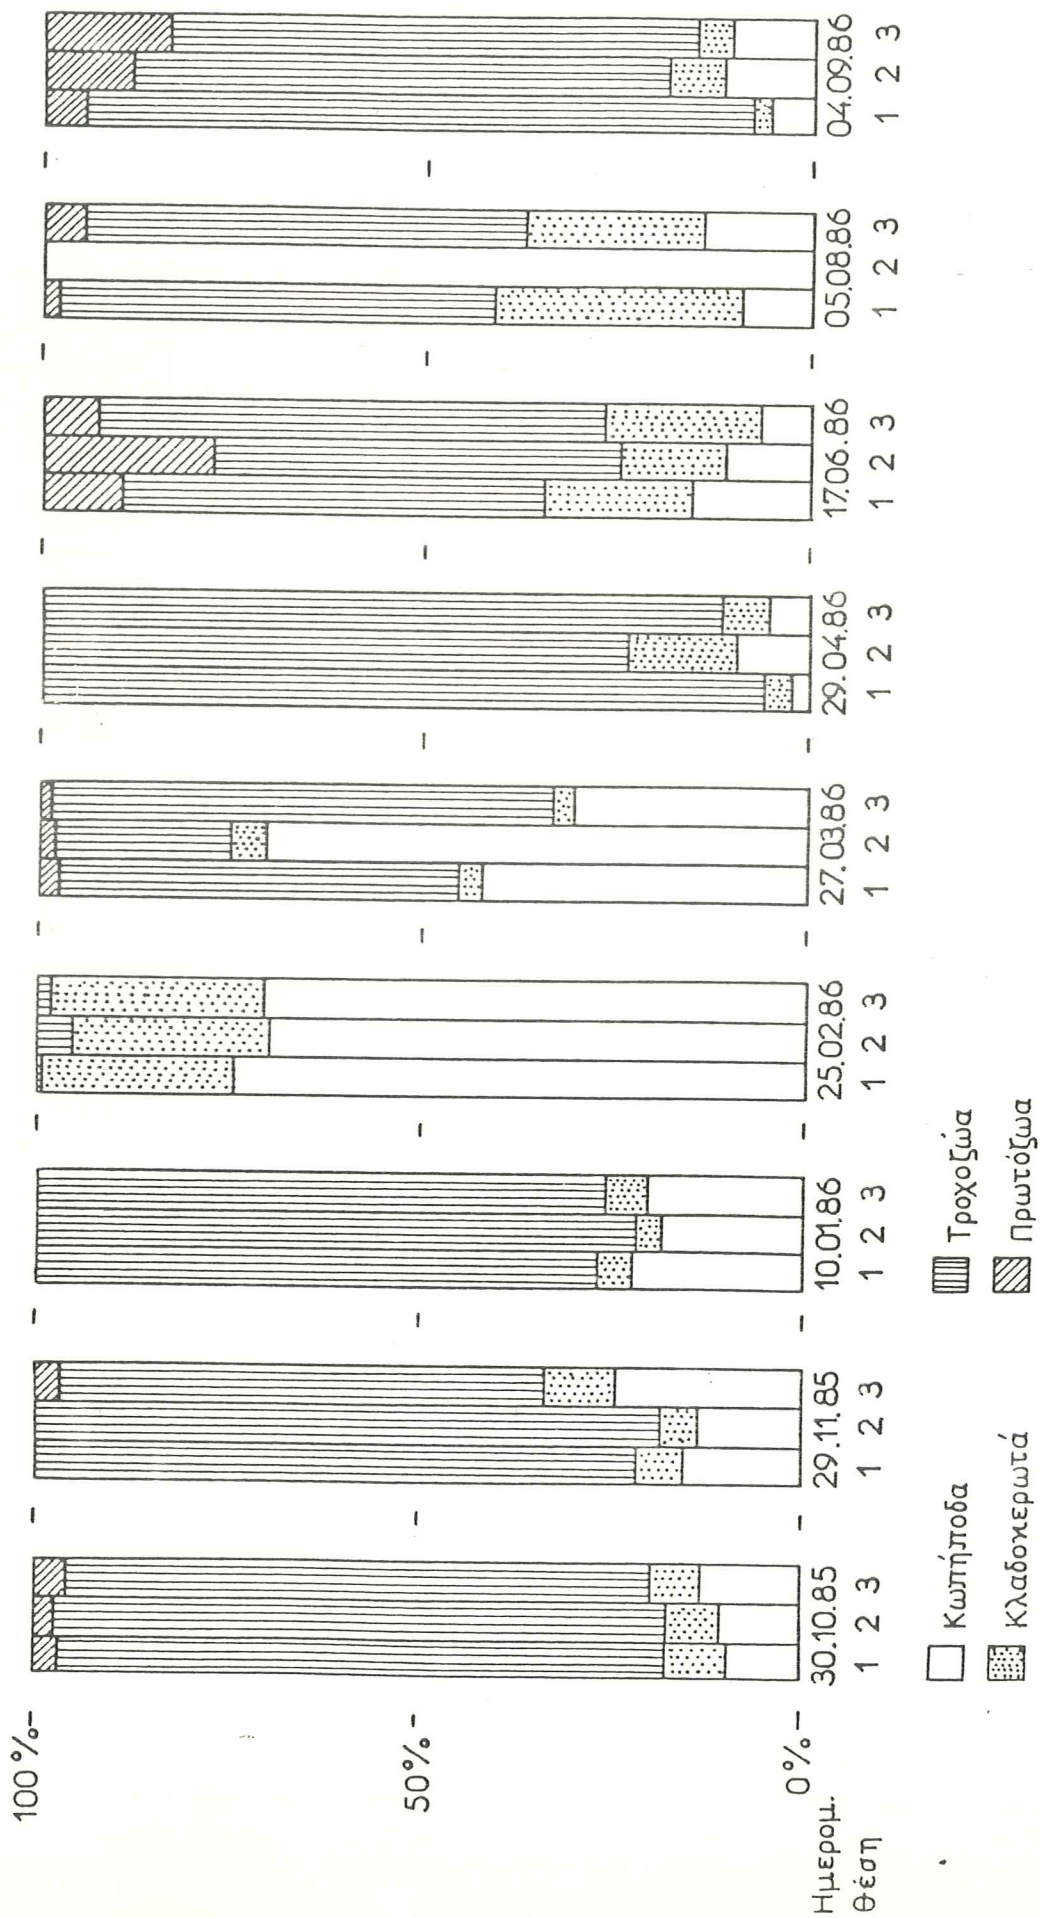 100%-
50%-
0%-
Ημερομ. 30.10.85 29.11.85 10.01.86 25.02.86 27.03.86 29.04.86 17.06.86 05.08.86 04.09.86
Θέση 1 2 3 1 2 3 1 2 3 1 2 3 1 2 3 1 2 3 1 2 3 1 2 3 1 2 3
Κωπήποδα Τροχοζώα
Κλαδοκερωτά Πρωτόζωα